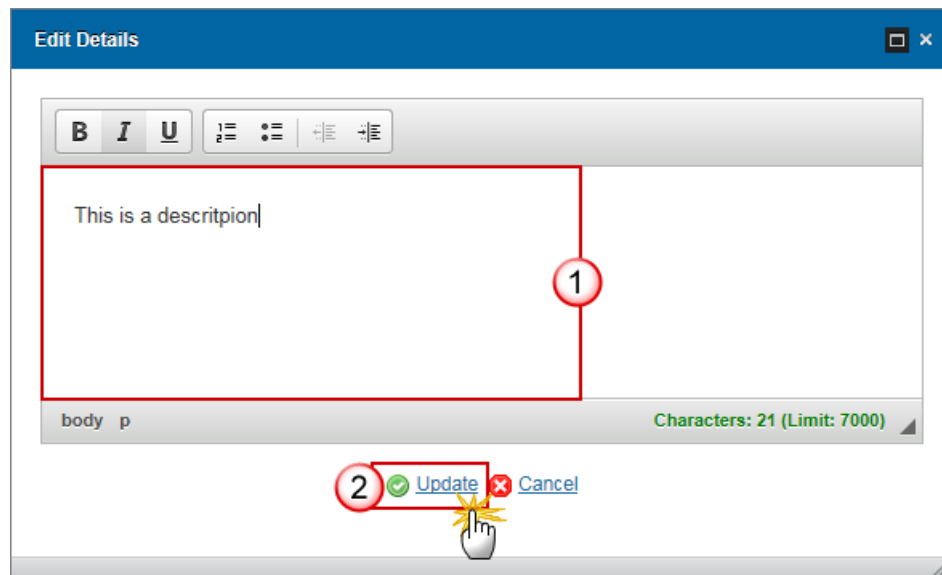 Edit Details
B I U
This is a descritpion
1
body p Characters: 21 (Limit: 7000)
2 Update Cancel